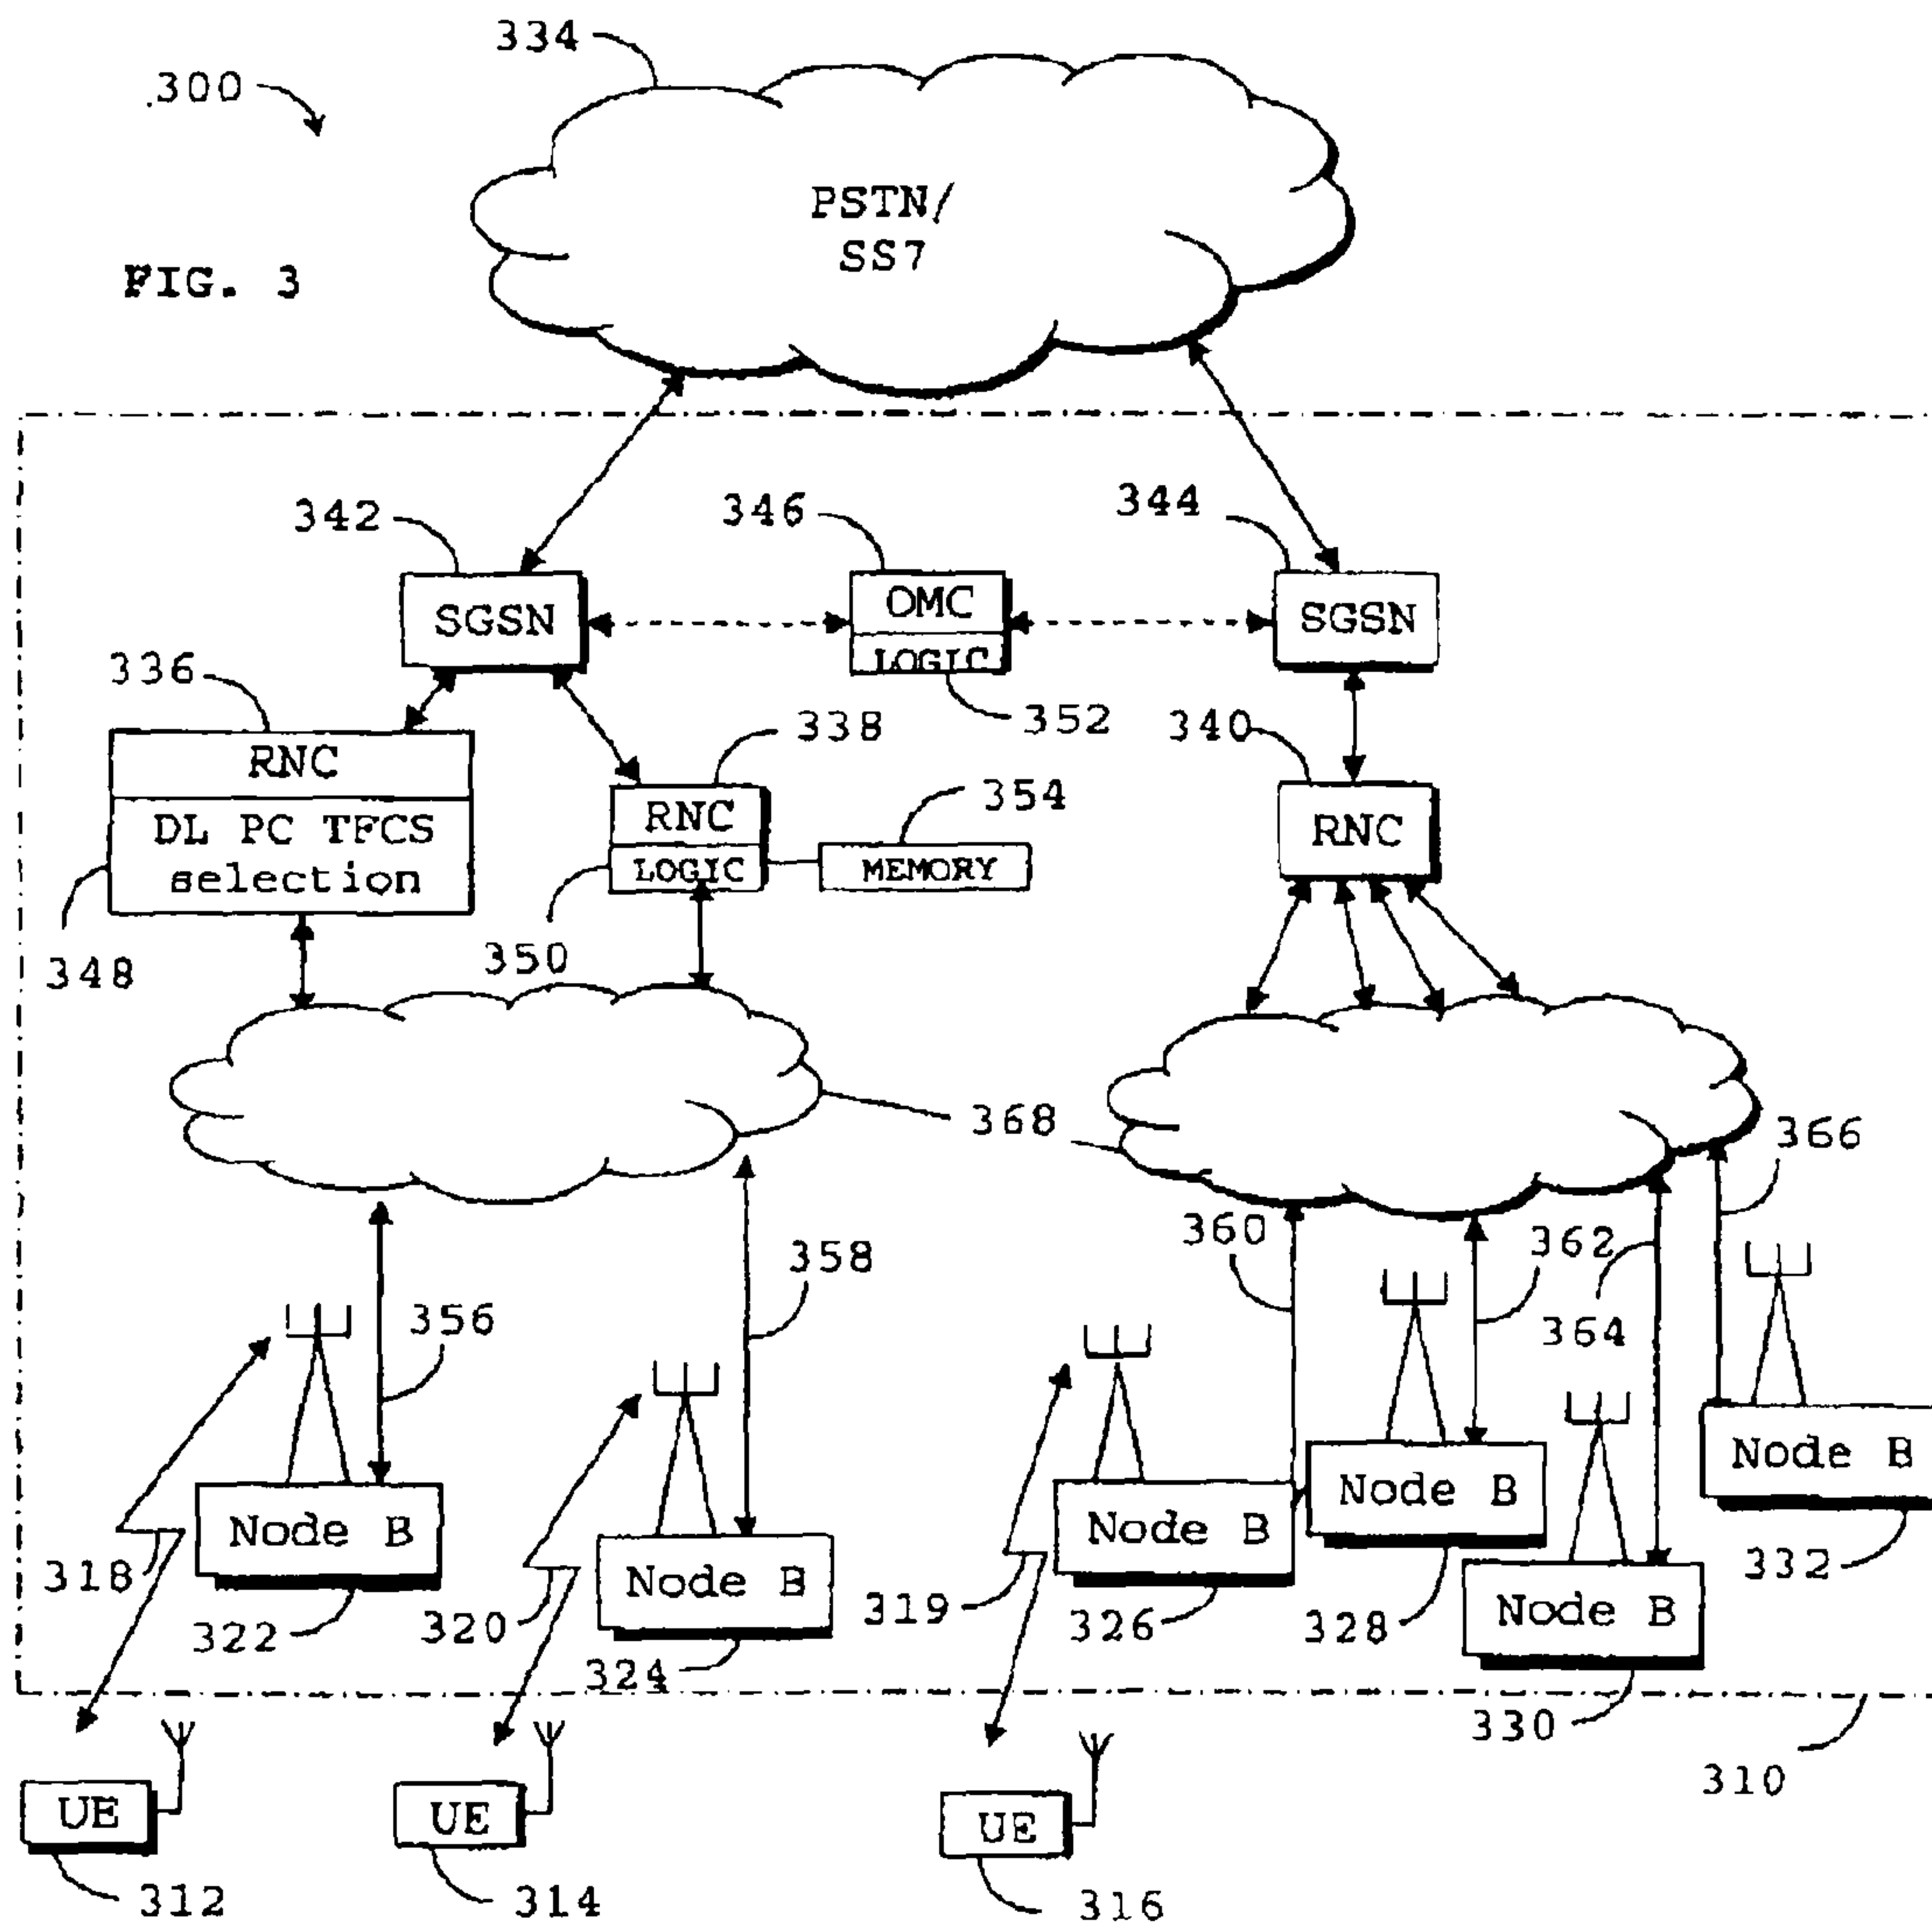 334
300
PSTN/
SS7
FIG. 3
342
346
344
SGSN
OMC
LOGIC
SGSN
336
338
352
340
RNC
DL PC TFCS
selection
RNC
LOGIC
354
MEMORY
RNC
348
350
368
366
360
362
358
364
356
Node B
Node B
Node B
Node B
Node B
Node B
318
322
320
324
319
326
328
332
330
310
UE
UE
UE
312
314
316